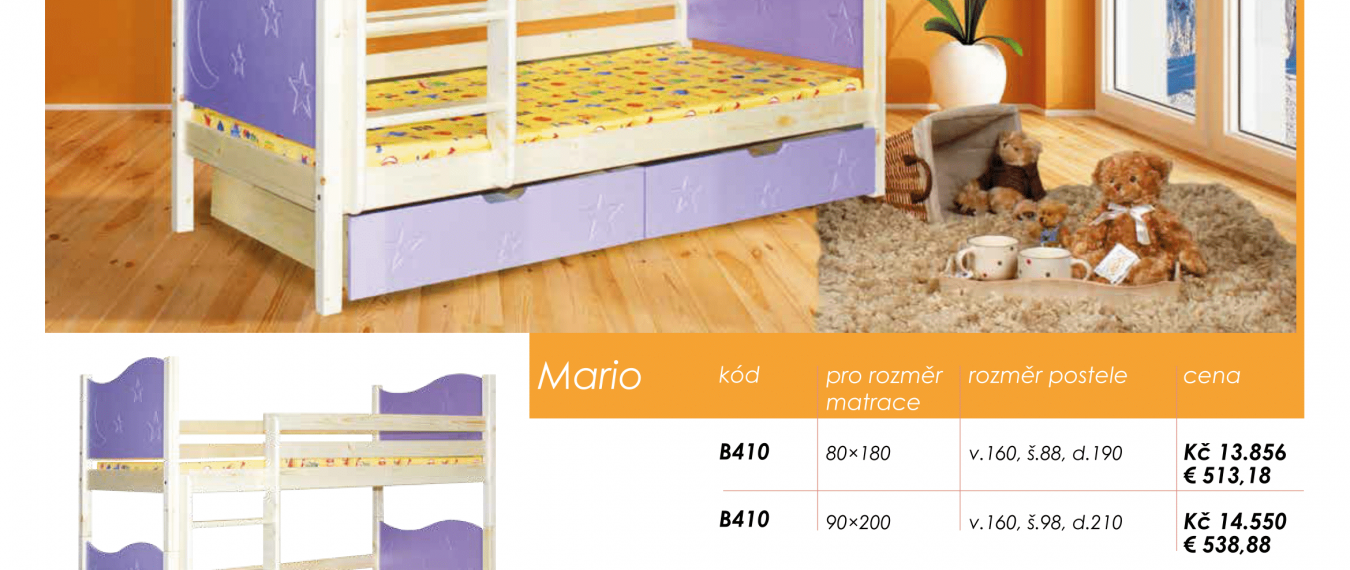 Mario kód pro rozměr rozměr postele cena
matrace
B410 80×180 v.160, š.88, d.190 Kč 13.856
€ 513,18
B410 90×200 v.160, š.98, d.210 Kč 14.550
€ 538,88